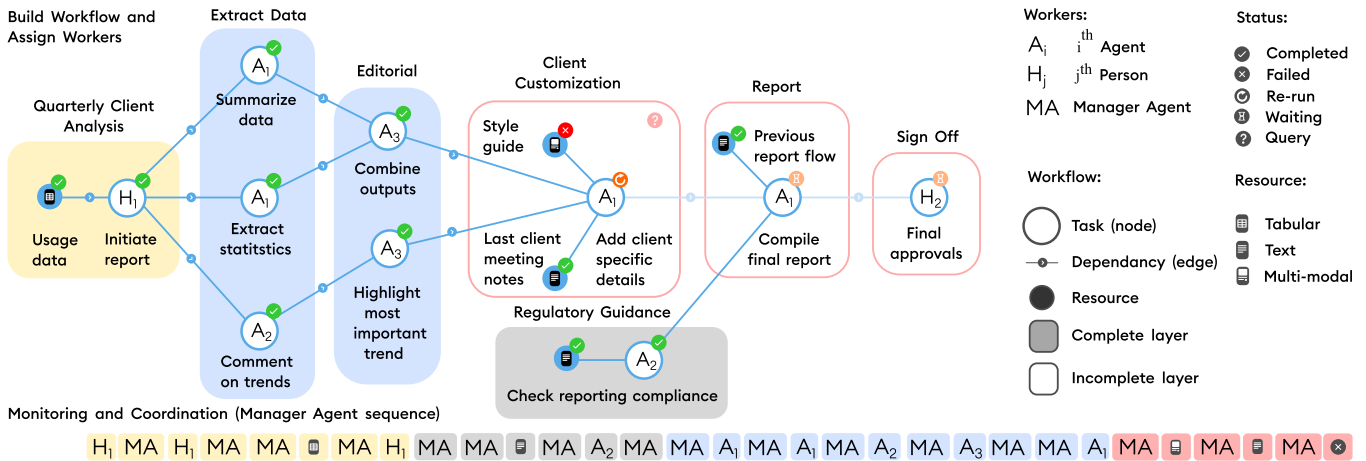 Build Workflow and
Assign Workers
Extract Data
A1
Summarize
data
A1
Extract
statitstics
A2
Comment
on trends
Quarterly Client
Analysis
H1
Usage
data
Initiate
report
Editorial
A3
Combine
outputs
A3
Highlight
most
important
trend
Client
Customization
?
Style
guide
A1
Last client
meeting
notes
Add client
specific
details
Report
Previous
report flow
A1
Compile
final report
Sign Off
H2
Final
approvals
Regulatory Guidance
A2
Check reporting compliance
Workers:
Ai ith Agent
Hj jth Person
MA Manager Agent
Status:
Completed
Failed
Re-run
Waiting
? Query
Workflow:
Task (node)
Dependancy (edge)
Resource
Complete layer
Incomplete layer
Resource:
Tabular
Text
Multi-modal
Monitoring and Coordination (Manager Agent sequence)
H1 MA H1 MA MA MA H1 MA MA MA A2 MA MA A1 MA A1 MA A2 MA A3 MA MA A1 MA MA MA